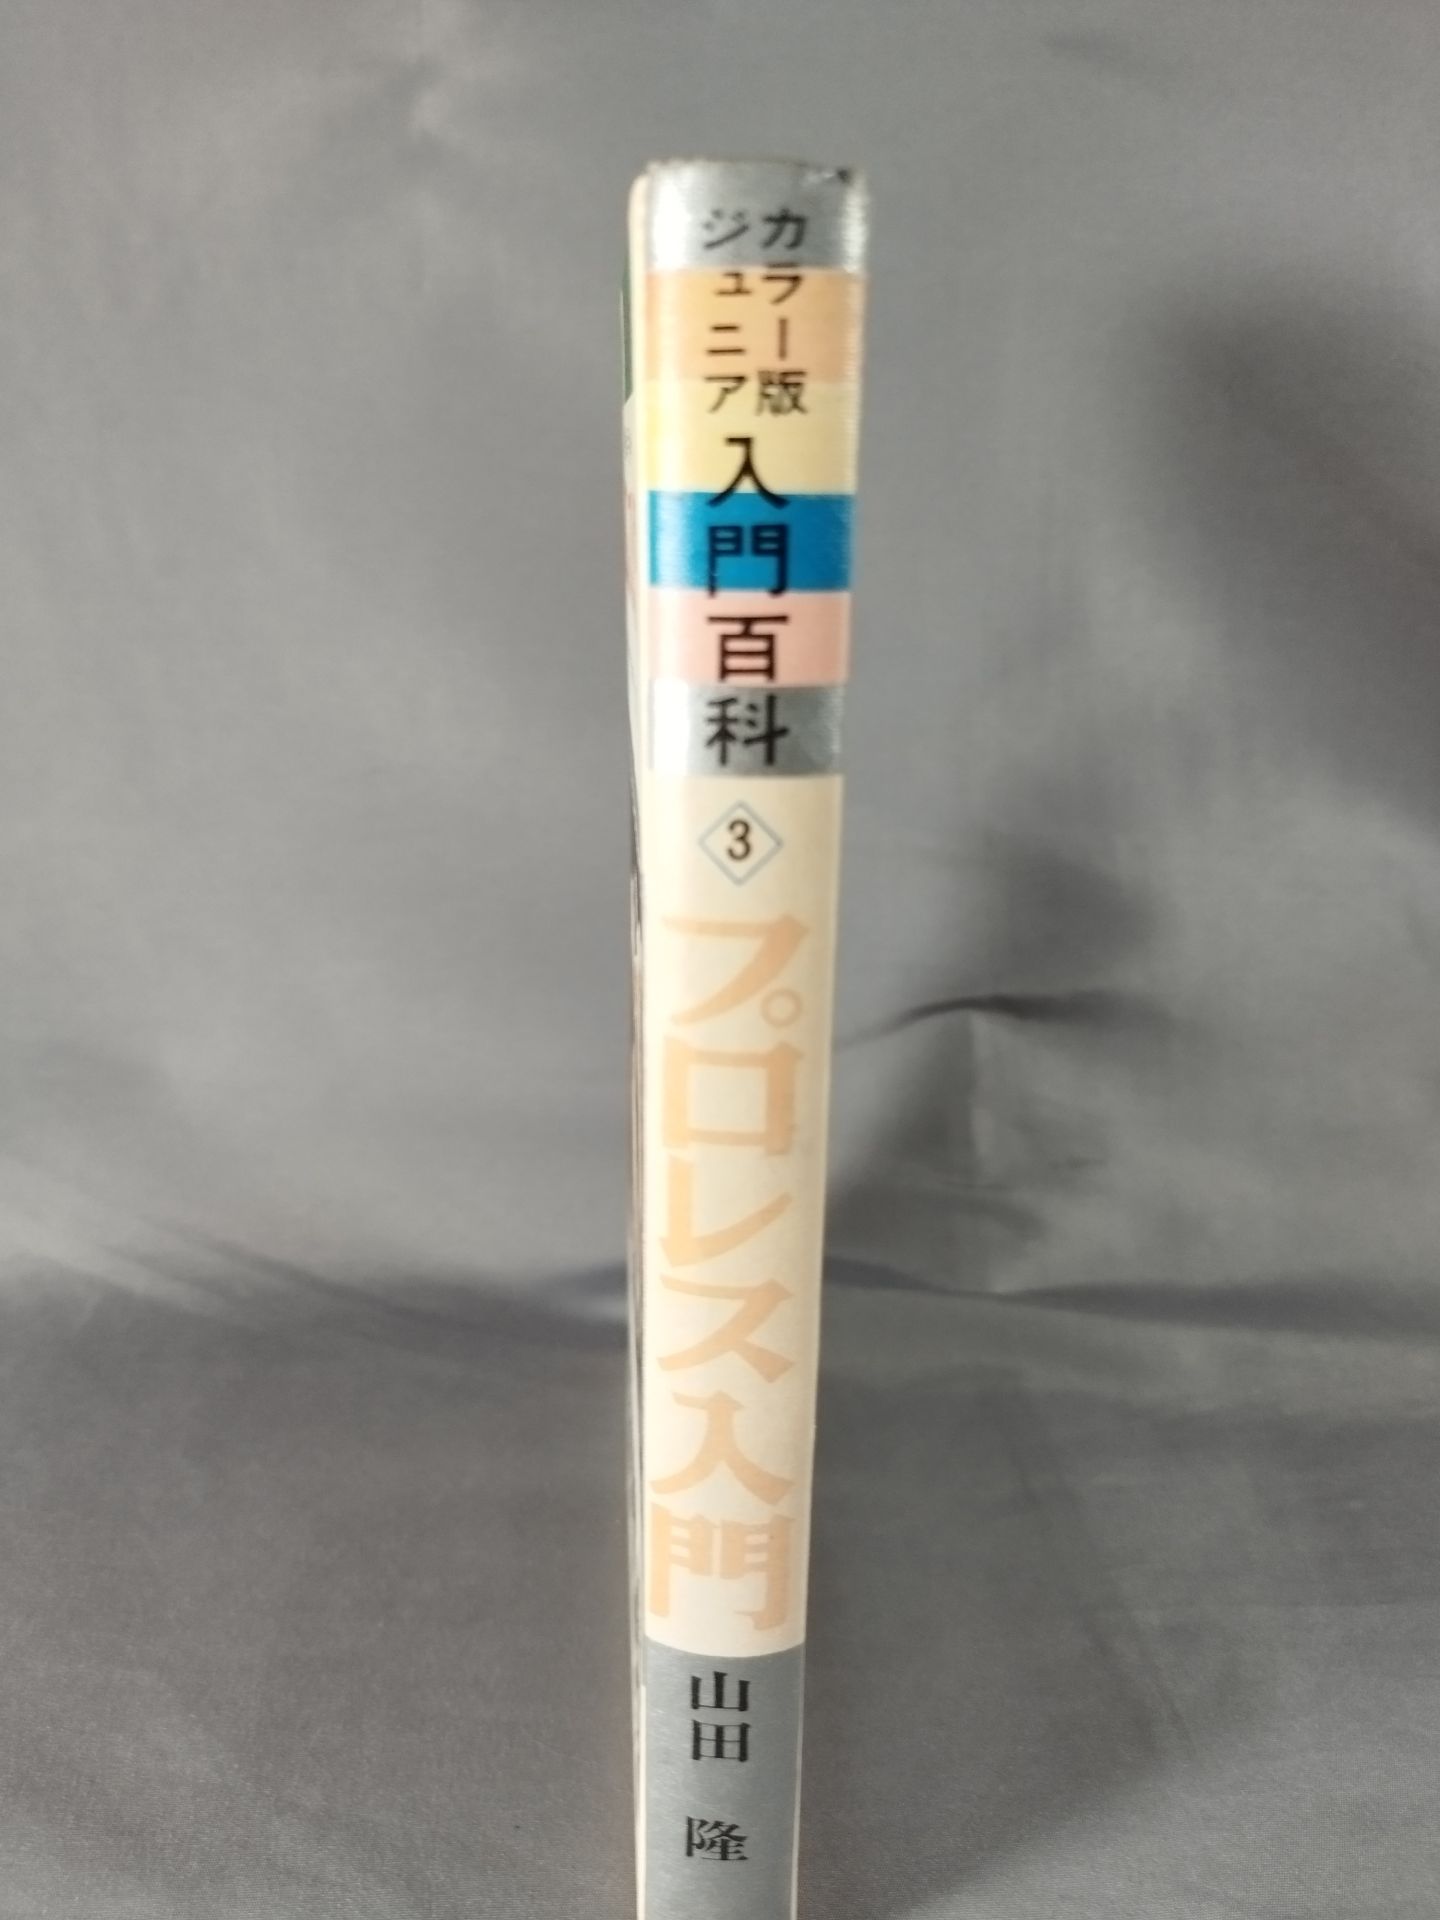 カラー版
ジュニア
入門百科
3
プロレス入門
山田 隆